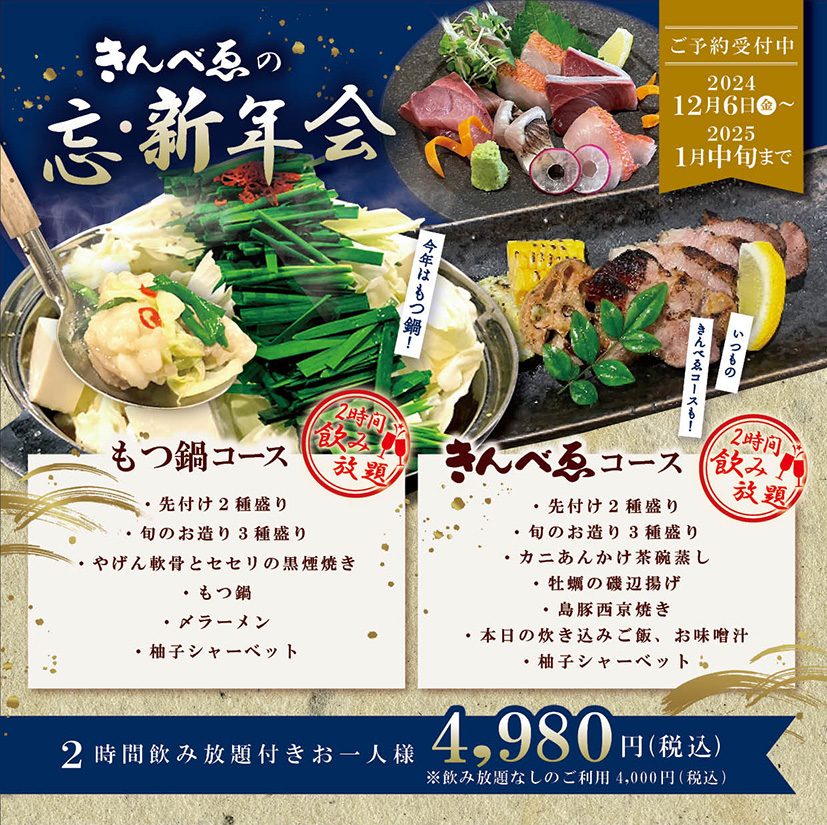 きんべゑの
忘・新年会
ご予約受付中
2024
12月6日㊎～
2025
1月中旬まで
今年はもつ鍋！
いつもの
きんべゑコースも！
もつ鍋コース
2時間
飲み
放題
・先付け２種盛り
・旬のお造り３種盛り
・やげん軟骨とセセリの黒煙焼き
・もつ鍋
・〆ラーメン
・柚子シャーベット
きんべゑコース
2時間
飲み
放題
・先付け２種盛り
・旬のお造り３種盛り
・カニあんかけ茶碗蒸し
・牡蠣の磯辺揚げ
・島豚西京焼き
・本日の炊き込みご飯、お味噌汁
・柚子シャーベット
2時間飲み放題付きお一人様 4,980円(税込)
※飲み放題なしのご利用 4,000円(税込)